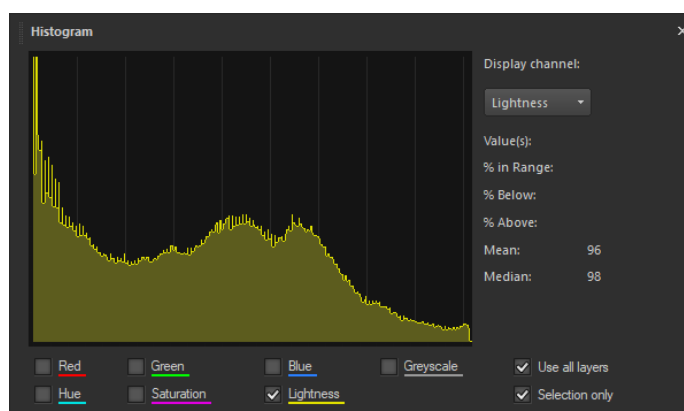 Histogram
Display channel:
Lightness
Value(s):
% in Range:
% Below:
% Above:
Mean: 96
Median: 98
Red Green Blue Greyscale Use all layers
Hue Saturation Lightness Selection only